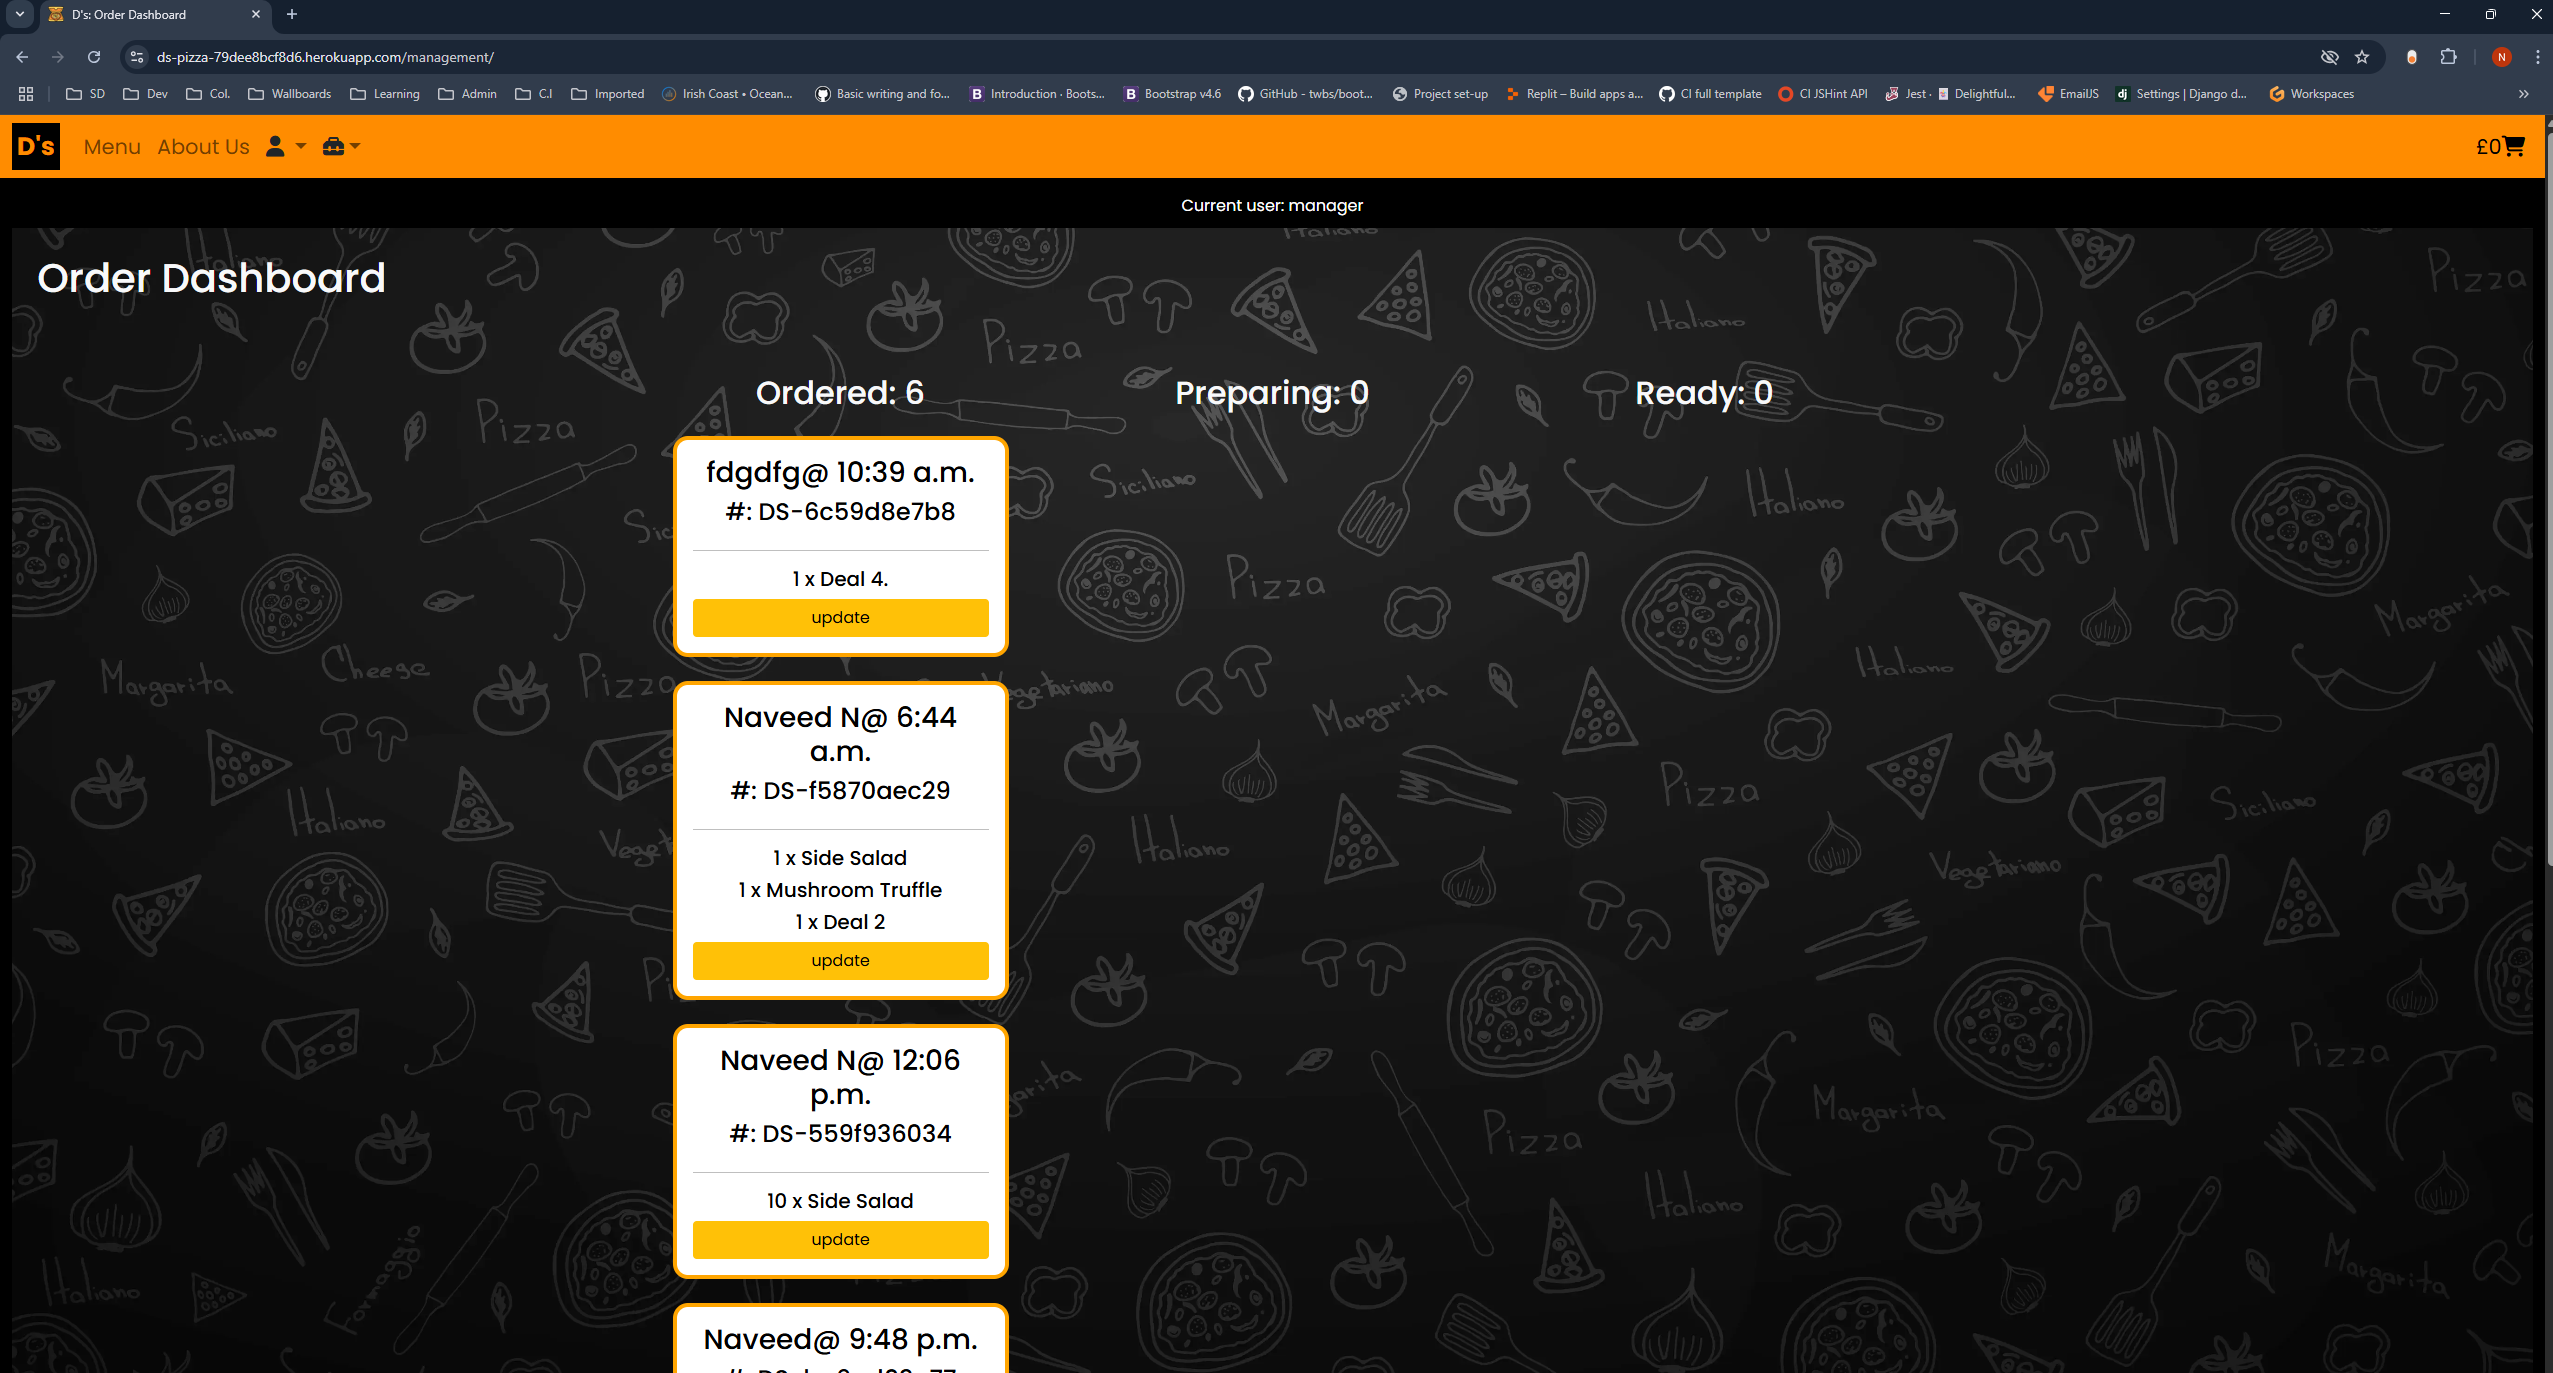 D's: Order Dashboard
ds-pizza-79dee8bcf8d6.herokuapp.com/management/
N
SD Dev Col. Wallboards Learning Admin C.I Imported Irish Coast • Ocean... Basic writing and fo... Introduction · Boots... Bootstrap v4.6 GitHub - twbs/boot... Project set-up Replit – Build apps a... CI full template CI JSHint API Jest · Delightful... EmailJS Settings | Django d... Workspaces
D's Menu About Us £0
Current user: manager
Order Dashboard
Ordered: 6 Preparing: 0 Ready: 0
fdgdfg@ 10:39 a.m.
#: DS-6c59d8e7b8
1 x Deal 4.
update
Naveed N@ 6:44
a.m.
#: DS-f5870aec29
1 x Side Salad
1 x Mushroom Truffle
1 x Deal 2
update
Naveed N@ 12:06
p.m.
#: DS-559f936034
10 x Side Salad
update
Naveed@ 9:48 p.m.